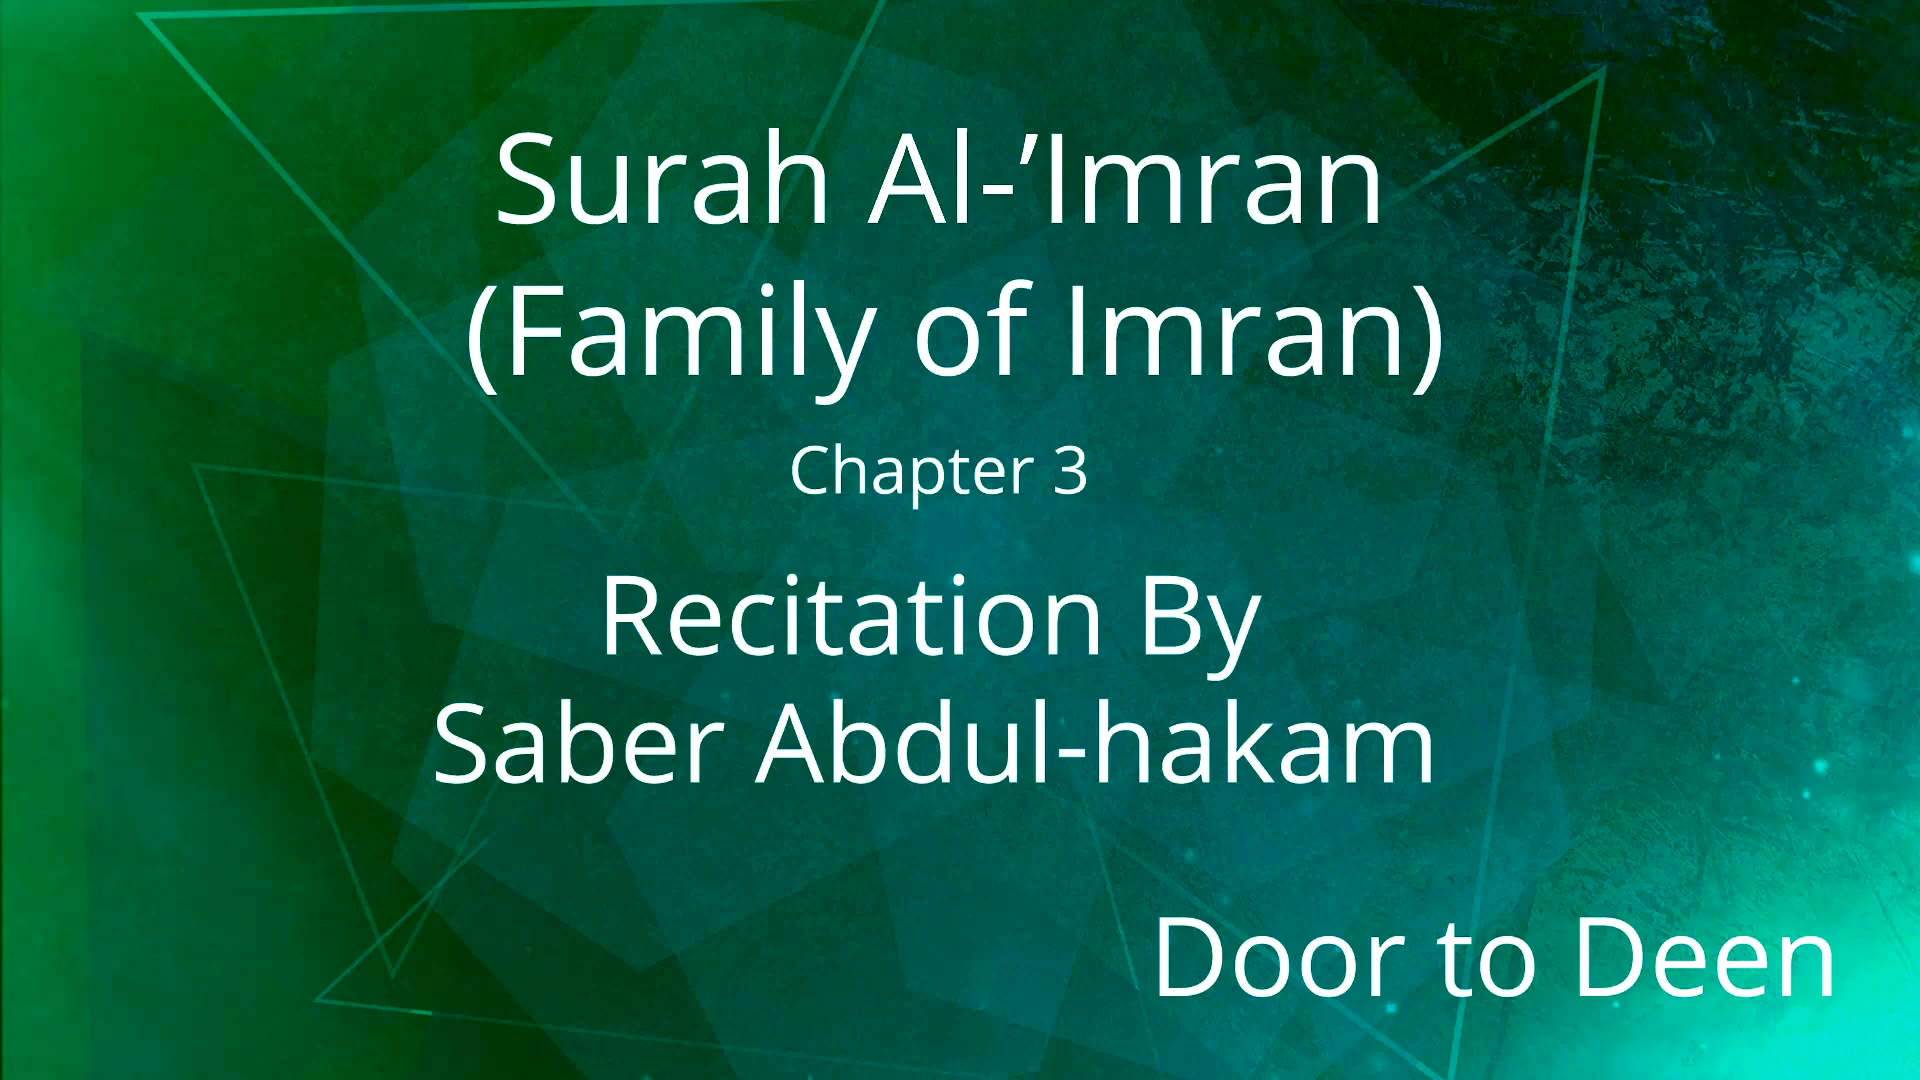 Surah Al-’Imran
(Family of Imran)
Chapter 3
Recitation By
Saber Abdul-hakam
Door to Deen